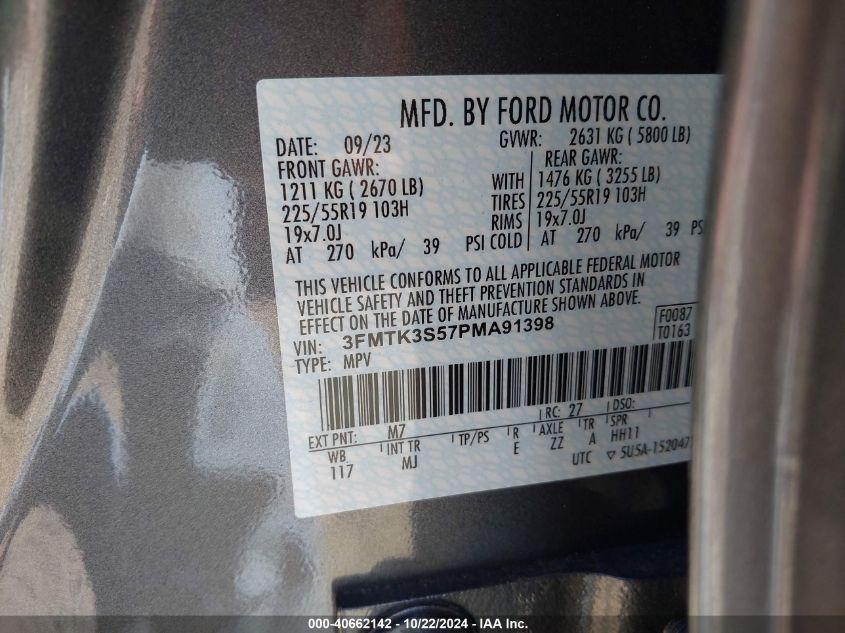 MFD. BY FORD MOTOR CO.
DATE: 09/23 GVWR: 2631 KG ( 5800 LB)
FRONT GAWR: REAR GAWR:
1211 KG ( 2670 LB) WITH 1476 KG ( 3255 LB)
225/55R19 103H TIRES 225/55R19 103H
19x7.0J RIMS 19x7.0J
AT 270 kPa/ 39 PSI COLD AT 270 kPa/ 39 PS
THIS VEHICLE CONFORMS TO ALL APPLICABLE FEDERAL MOTOR
VEHICLE SAFETY AND THEFT PREVENTION STANDARDS IN
EFFECT ON THE DATE OF MANUFACTURE SHOWN ABOVE.
VIN: 3FMTK3S57PMA91398 F0087
TYPE: MPV T0163
RC: 27 DSO:
EXT PNT: M7
WB INT TR TP/PS R AXLE TR SPR
117 MJ E ZZ A HH11
UTC ▽ SU5A-152047
000-40662142 - 10/22/2024 - IAA Inc.